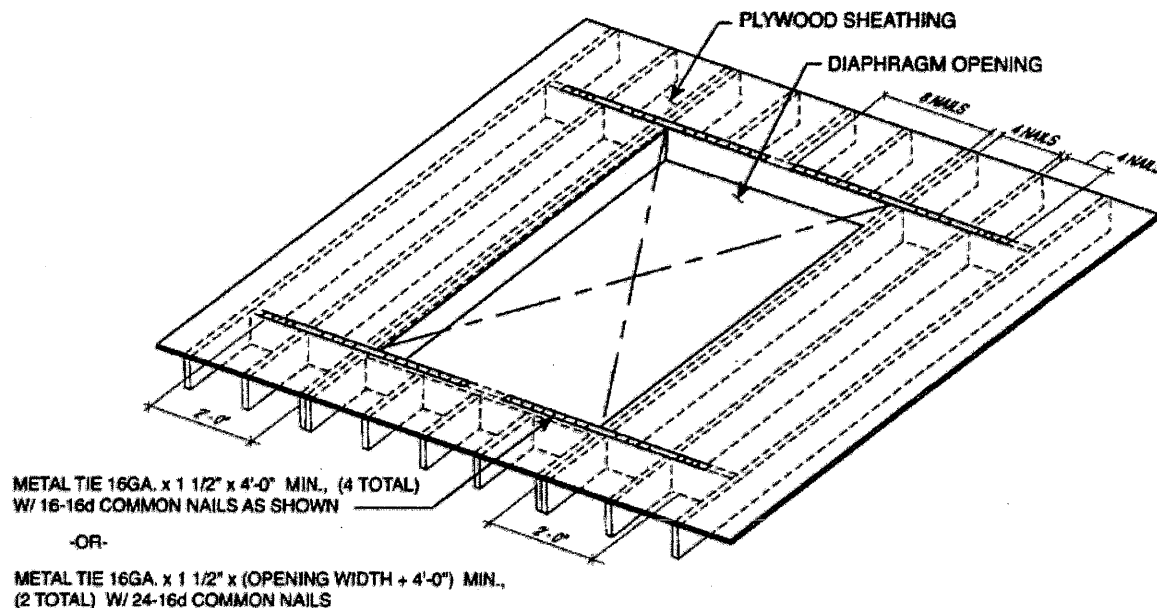 PLYWOOD SHEATHING
DIAPHRAGM OPENING
8 NAILS
4 NAILS
4 NAIL
2'-0"
METAL TIE 16GA. x 1 1/2" x 4'-0" MIN., (4 TOTAL)
W/ 16-16d COMMON NAILS AS SHOWN
2'-0"
-OR-
METAL TIE 16GA. x 1 1/2" x (OPENING WIDTH + 4'-0") MIN.,
(2 TOTAL) W/ 24-16d COMMON NAILS